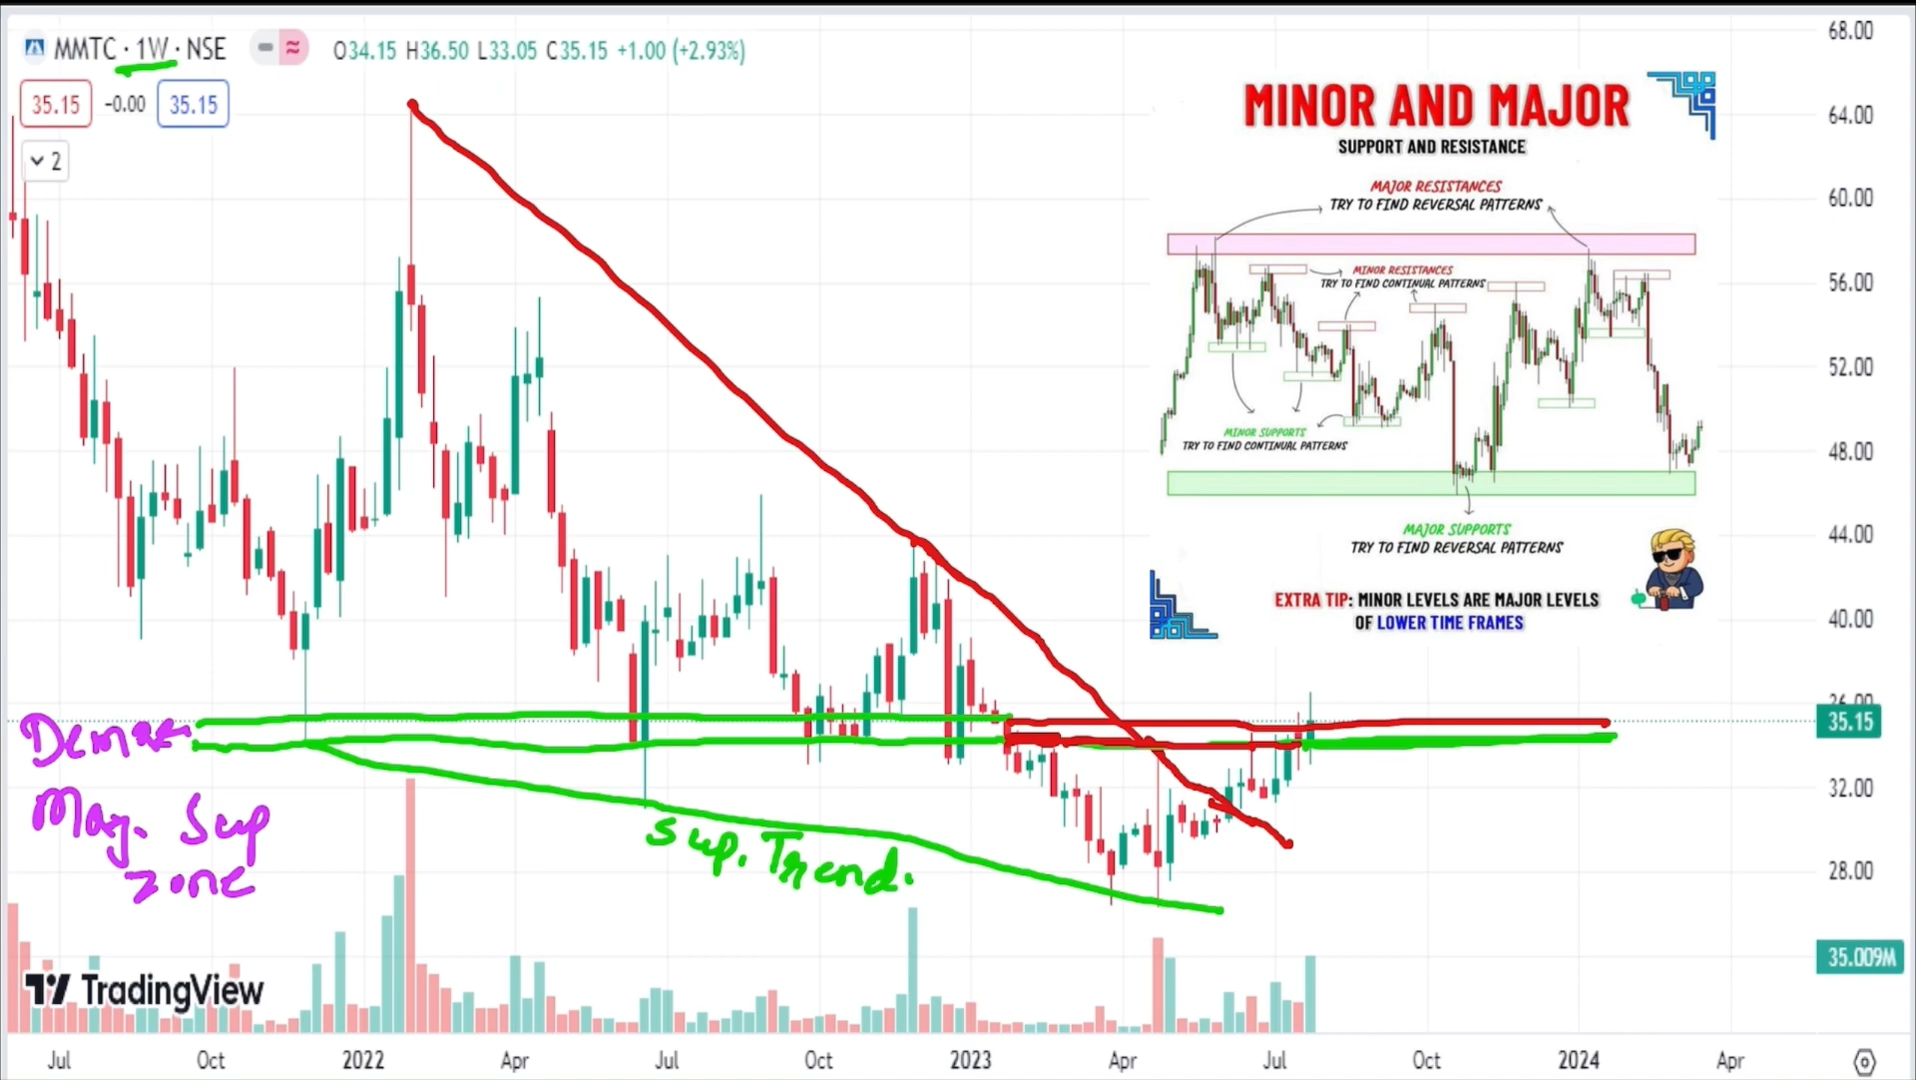 MMTC · 1W · NSE
O34.15 H36.50 L33.05 C35.15 +1.00 (+2.93%)
35.15 -0.00 35.15
2
68.00
64.00
60.00
56.00
52.00
48.00
44.00
40.00
36.00
35.15
32.00
28.00
35.009M
MINOR AND MAJOR
SUPPORT AND RESISTANCE
MAJOR RESISTANCES
TRY TO FIND REVERSAL PATTERNS
MINOR RESISTANCES
TRY TO FIND CONTINUAL PATTERNS
MINOR SUPPORTS
TRY TO FIND CONTINUAL PATTERNS
MAJOR SUPPORTS
TRY TO FIND REVERSAL PATTERNS
EXTRA TIP: MINOR LEVELS ARE MAJOR LEVELS
OF LOWER TIME FRAMES
Sup
zone
Sup. Trend.
TradingView
Jul Oct 2022 Apr Jul Oct 2023 Apr Jul Oct 2024 Apr